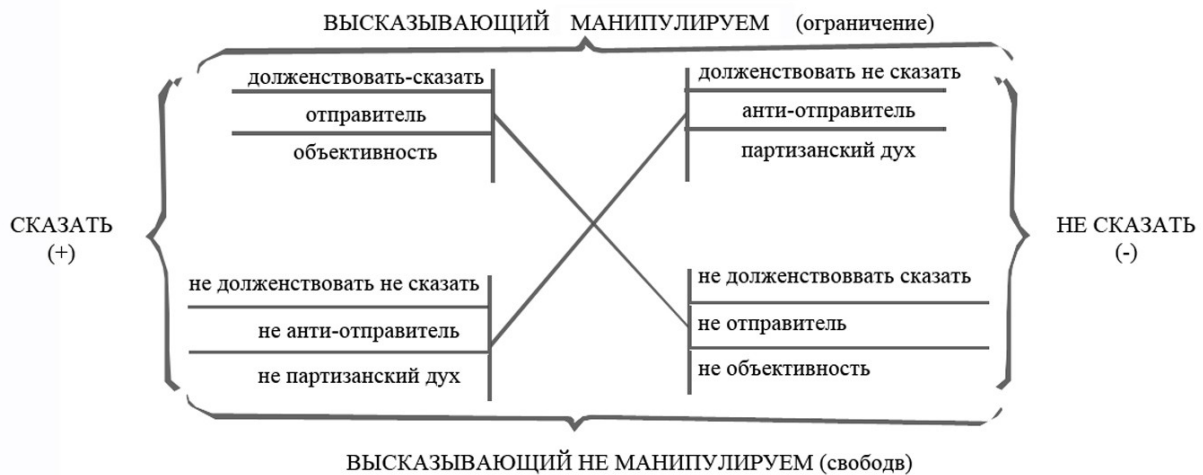 ВЫСКАЗЫВАЮЩИЙ МАНИПУЛИРУЕМ (ограничение)
долженствовать-сказать
отправитель
объективность
долженствовать не сказать
анти-отправитель
партизанский дух
СКАЗАТЬ
(+)
НЕ СКАЗАТЬ
(-)
не долженствовать не сказать
не анти-отправитель
не партизанский дух
не долженствоввать сказать
не отправитель
не объективность
ВЫСКАЗЫВАЮЩИЙ НЕ МАНИПУЛИРУЕМ (свободв)